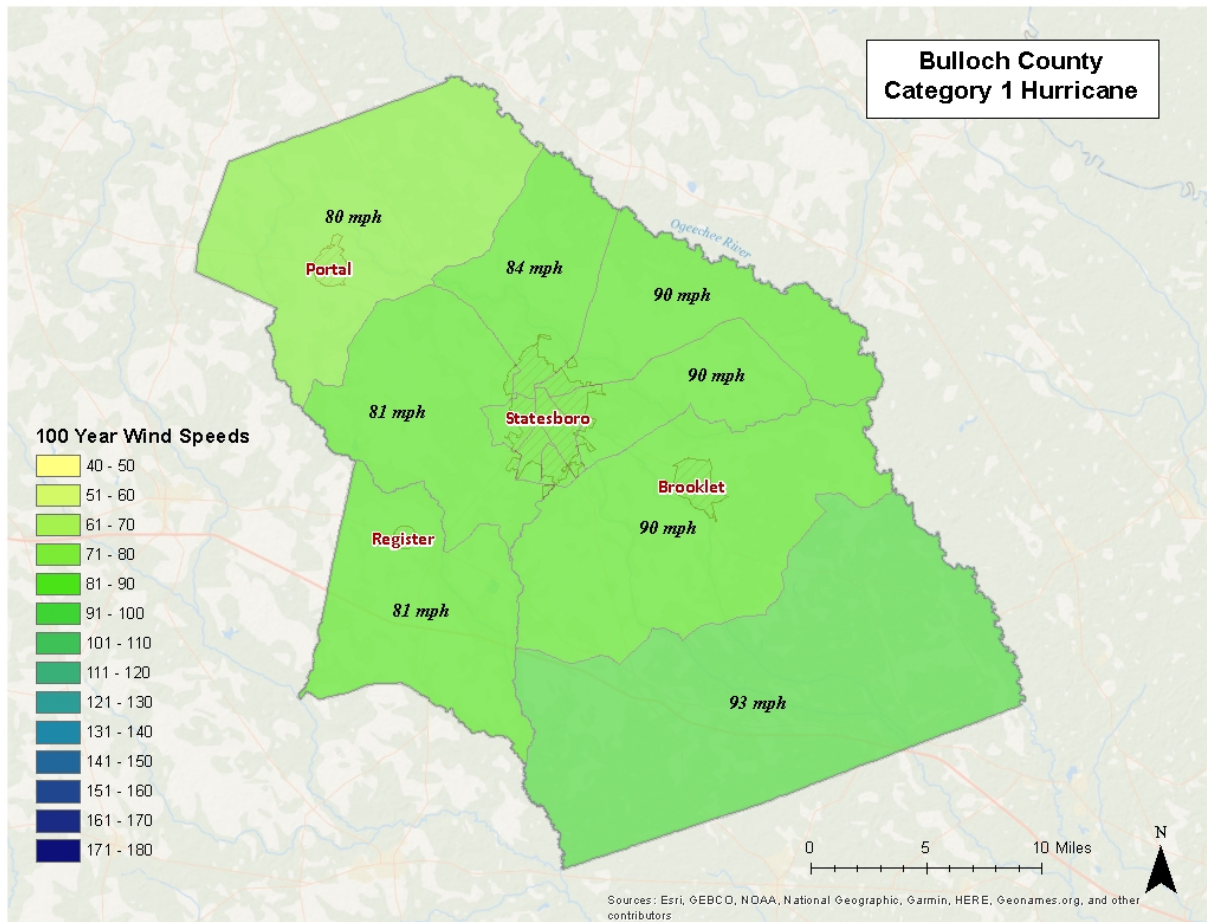 Bulloch County
Category 1 Hurricane
80 mph
Portal
Ogeechee River
84 mph
90 mph
90 mph
81 mph
Statesboro
100 Year Wind Speeds
40 - 50
51 - 60
61 - 70
71 - 80
81 - 90
91 - 100
101 - 110
111 - 120
121 - 130
131 - 140
141 - 150
151 - 160
161 - 170
171 - 180
Brooklet
90 mph
Register
81 mph
93 mph
0 5 10 Miles
N
Sources: Esri, GEBCO, NOAA, National Geographic, Garmin, HERE, Geonames.org, and other
contributors